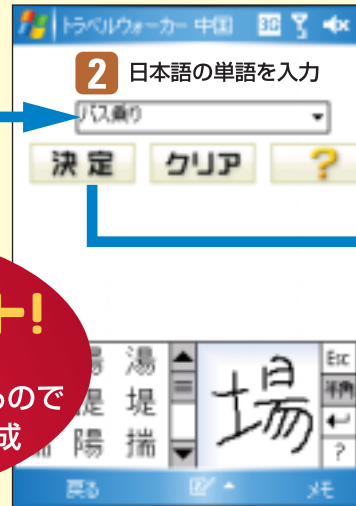 トラベルウォーカー 中国
2 日本語の単語を入力
バス乗り
決定 クリア ?
ト!
るので
成
湯 Esc
堤 堤 半角
陽 揣 ?
場
戻る メモ